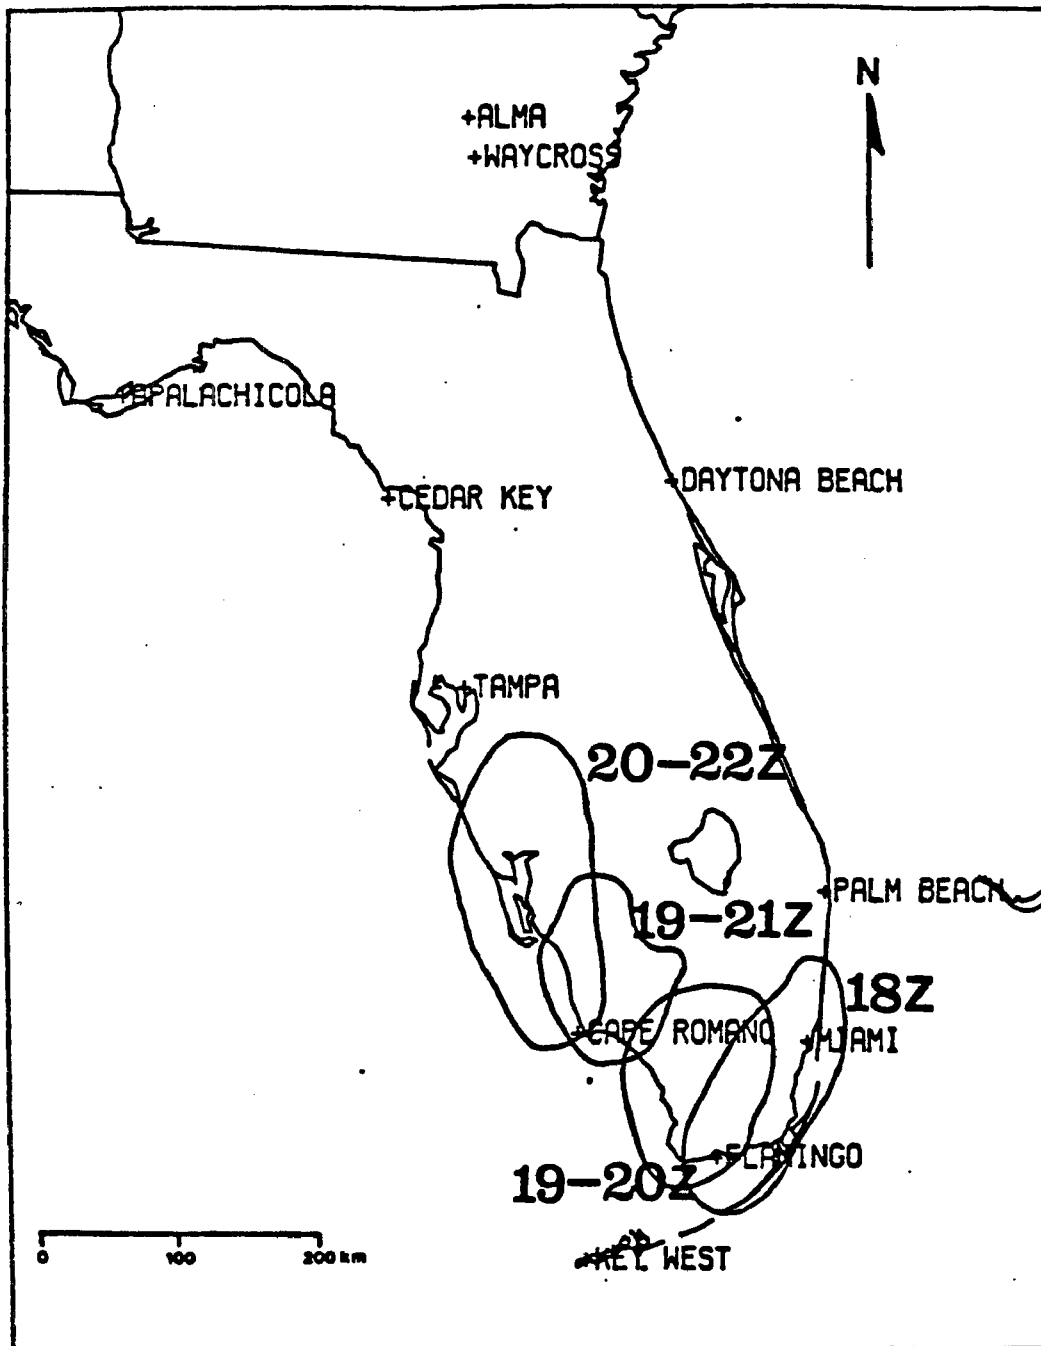 N
+ALMA
+WAYCROSS
+APALACHICOLA
+CEDAR KEY
+DAYTONA BEACH
+TAMPA
20-22Z
+PALM BEACH
19-21Z
18Z
+CAPE ROMANO
+MIAMI
+FLAMINGO
19-20Z
0 100 200 km
+KEY WEST